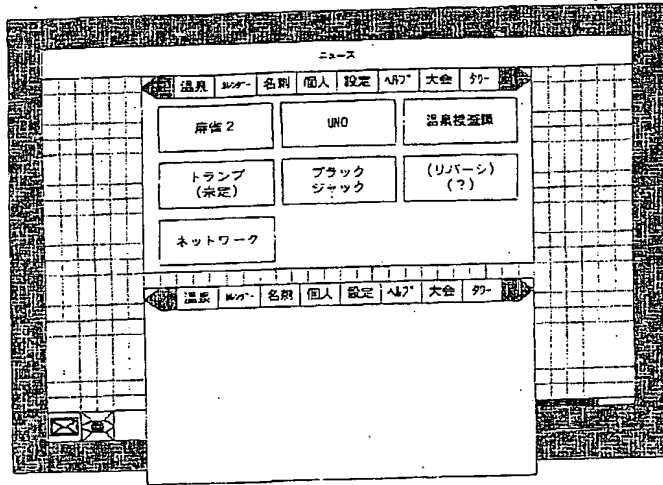 ニュース
温泉 ｶﾚﾝﾀﾞｰ 名刺 個人 設定 ﾍﾙﾌﾟ 大会 ﾀﾜｰ
麻雀2 UNO 温泉捜査鎮
トランプ ブラック (リバーシ)
(未定) ジャック (?)
ネットワーク
温泉 ｶﾚﾝﾀﾞｰ 名刺 個人 設定 ﾍﾙﾌﾟ 大会 ﾀﾜｰ